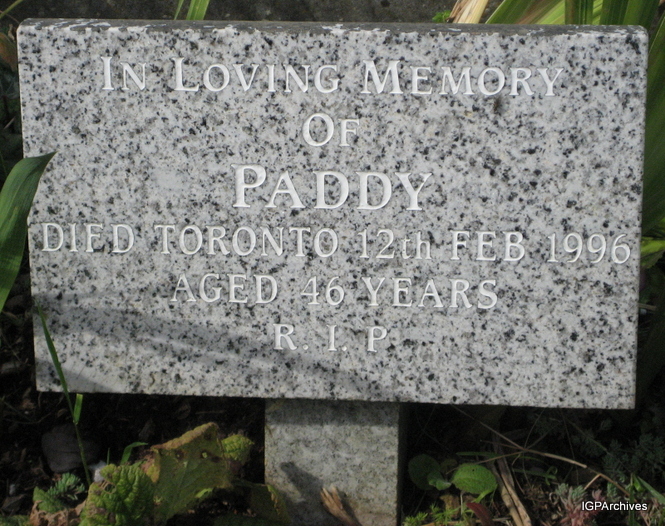 In Loving Memory
Of
Paddy
DIED TORONTO 12th FEB 1996
AGED 46 YEARS
R. I. P
IGPArchives